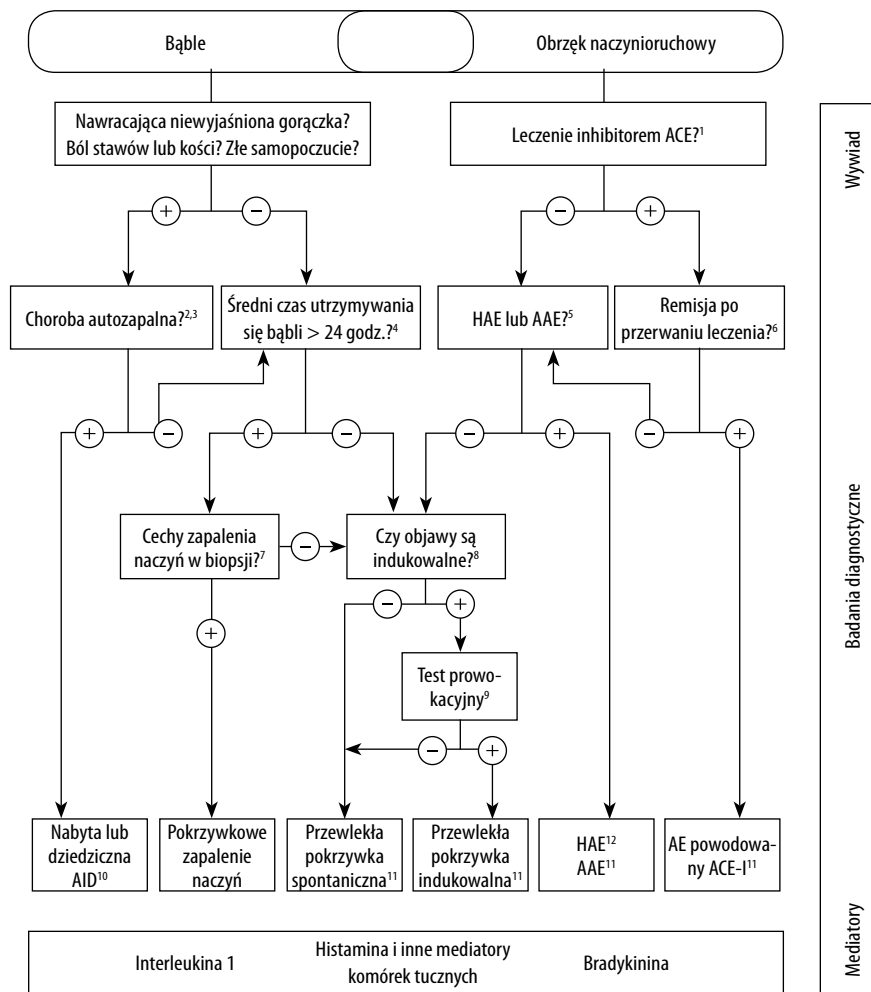 Bąble
Obrzęk naczynioruchowy
Nawracająca niewyjaśniona gorączka?
Ból stawów lub kości? Złe samopoczucie?
Leczenie inhibitorem ACE?1
Wywiad
+
−
−
+
Choroba autozapalna?2,3
Średni czas utrzymywania
się bąbli > 24 godz.?4
HAE lub AAE?5
Remisja po
przerwaniu leczenia?6
+
−
+
−
−
+
−
+
Cechy zapalenia
naczyń w biopsji?7
−
Czy objawy są
indukowalne?8
Badania diagnostyczne
−
+
+
Test prowo-
kacyjny9
−
+
Nabyta lub
dziedziczna
AID10
Pokrzywkowe
zapalenie
naczyń
Przewlekła
pokrzywka
spontaniczna11
Przewlekła
pokrzywka
indukowalna11
HAE12
AAE11
AE powodowa-
ny ACE-I11
Interleukina 1
Histamina i inne mediatory
komórek tucznych
Bradykinina
Mediatory